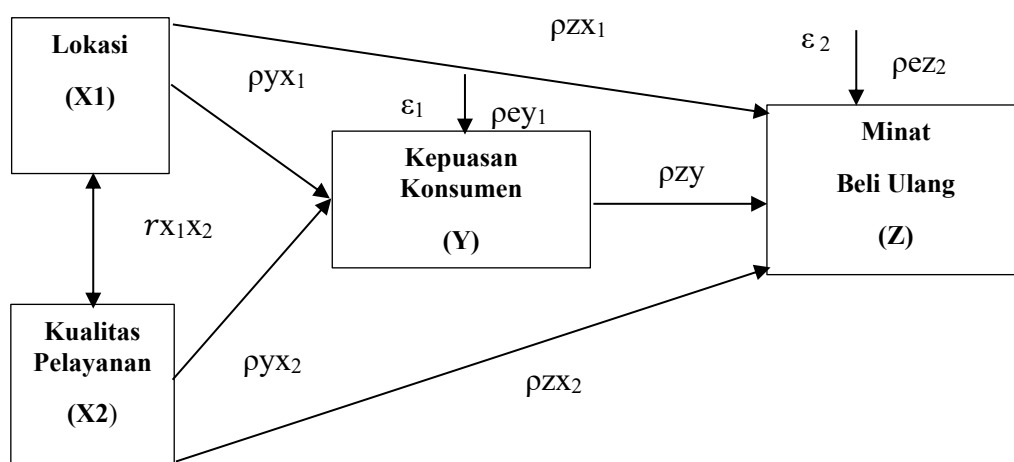 Lokasi
(X1)
ρzx₁
ε₂
ρez₂
ρyx₁
ε₁
ρey₁
Minat
Beli Ulang
(Z)
Kepuasan
Konsumen
(Y)
ρzy
rx₁x₂
Kualitas
Pelayanan
(X2)
ρyx₂
ρzx₂